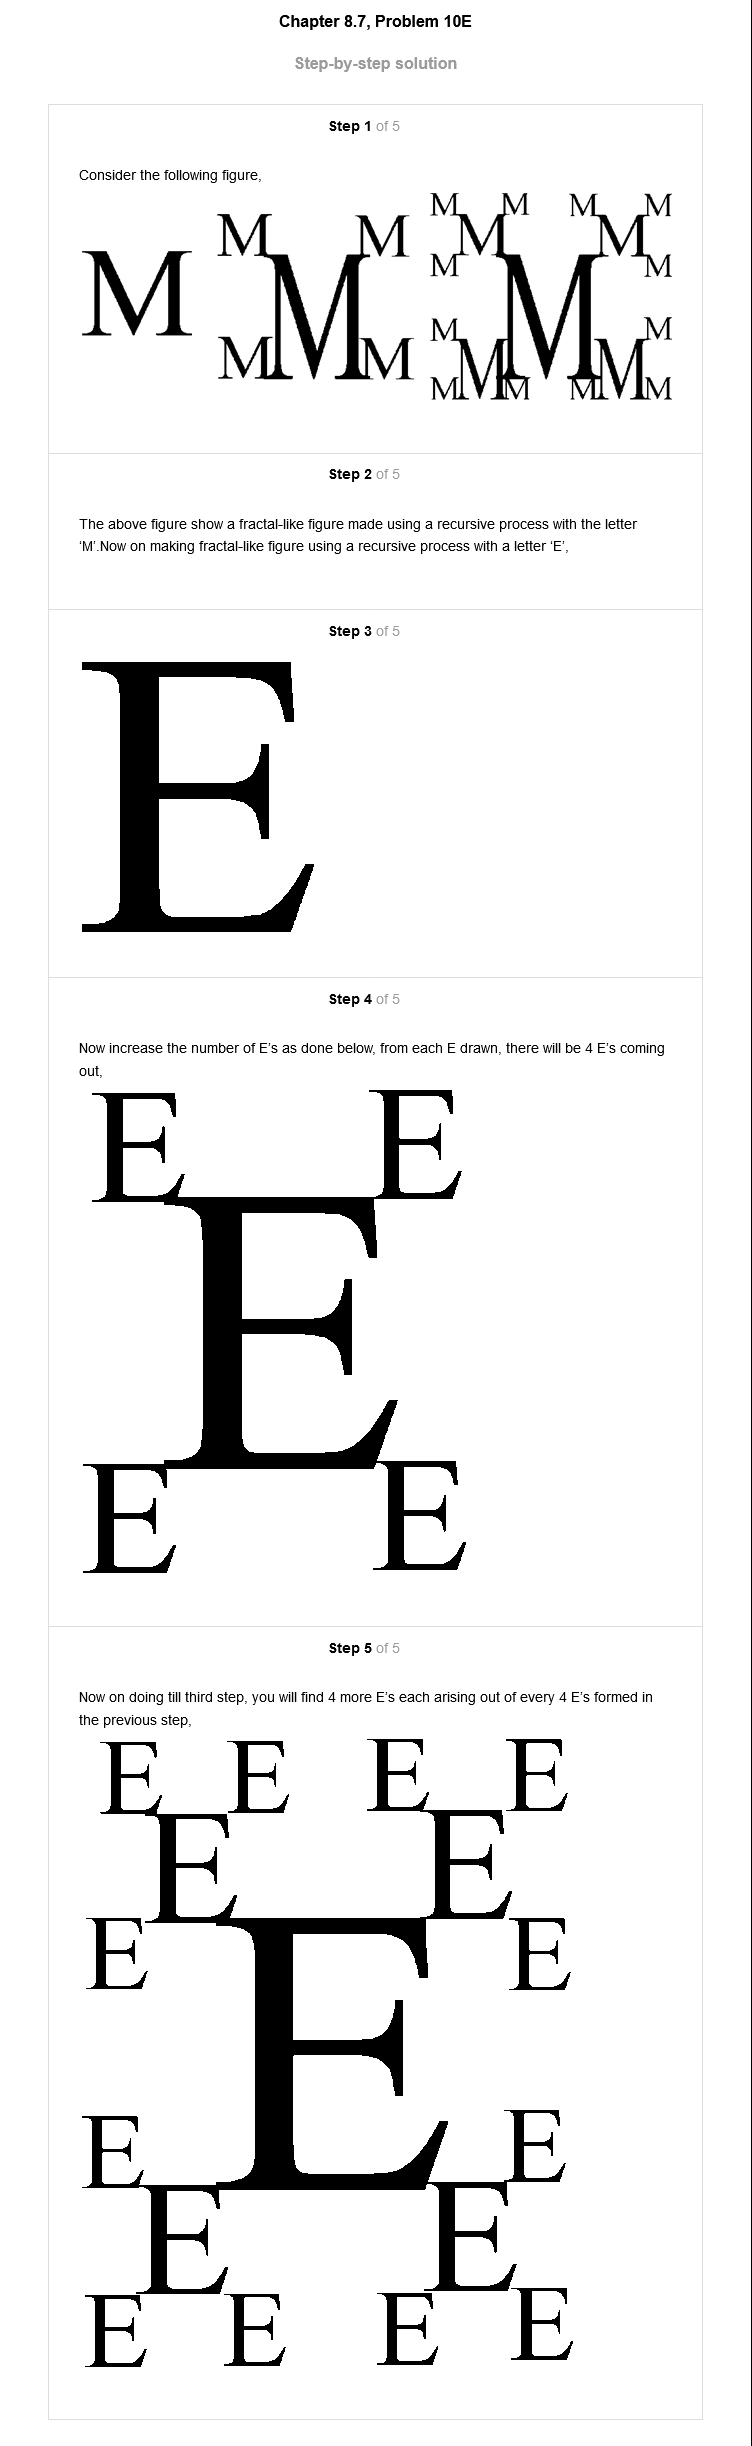 Chapter 8.7, Problem 10E
Step-by-step solution
Step 1 of 5
Consider the following figure,
M M M M M M
M M M M M M
M M M
M M
M M
M M M M
M M M M
Step 2 of 5
The above figure show a fractal-like figure made using a recursive process with the letter
‘M’.Now on making fractal-like figure using a recursive process with a letter ‘E’,
Step 3 of 5
E
Step 4 of 5
Now increase the number of E’s as done below, from each E drawn, there will be 4 E’s coming
out,
E E
E
E E
Step 5 of 5
Now on doing till third step, you will find 4 more E’s each arising out of every 4 E’s formed in
the previous step,
E E E E
E E
E E
E
E E
E E
E E E E